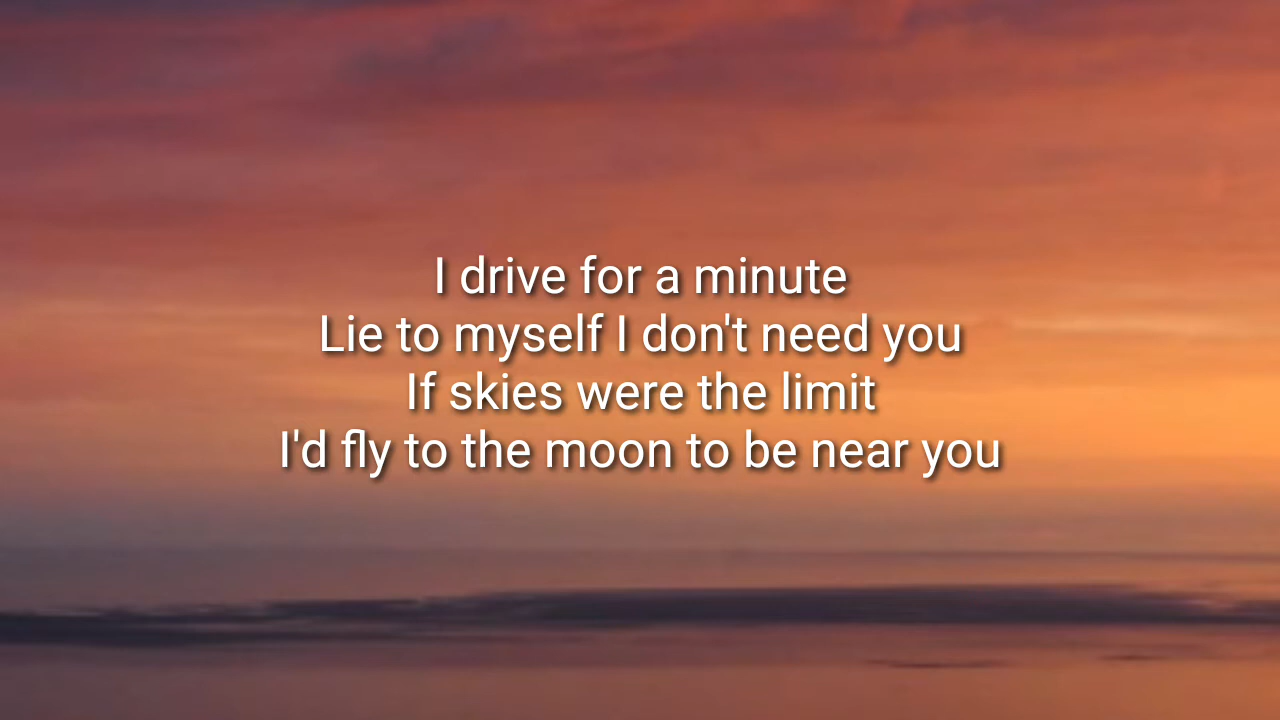 I drive for a minute
Lie to myself I don't need you
If skies were the limit
I'd fly to the moon to be near you